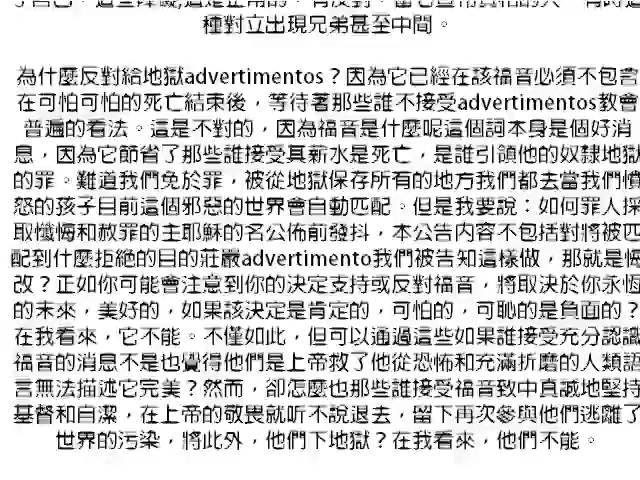 種對立出現兄弟甚至中間。
為什麼反對給地獄advertimentos？因為它已經在該福音必須不包含
在可怕可怕的死亡結束後，等待著那些誰不接受advertimentos教會
普遍的看法。這是不對的，因為福音是什麼呢這個詞本身是個好消
息，因為它節省了那些誰接受其薪水是死亡，是誰引領他的奴隷地獄
的罪。難道我們免於罪，被從地獄保存所有的地方我們都去當我們憤
怒的孩子目前這個邪惡的世界會自動匹配。但是我要說：如何罪人採
取懺悔和赦罪的主耶穌的名公佈前發抖，本公告内容不包括對將被匹
配到什麼拒絶的目的莊嚴advertimento我們被告知這樣做，那就是悔
改？正如你可能會注意到你的決定支持或反對福音，將取決於你永恆
的未來，美好的，如果該決定是肯定的，可怕的，可恥的是負面的？
在我看來，它不能。不僅如此，但可以通過這些如果誰接受充分認識
福音的消息不是也覺得他們是上帝救了他從恐怖和充滿折磨的人類語
言無法描述它完美？然而，卻怎麼也那些誰接受福音致中真誠地堅持
基督和自潔，在上帝的敬畏就听不說退去，留下再次參與他們逃離了
世界的污染，將此外，他們下地獄？在我看來，他們不能。